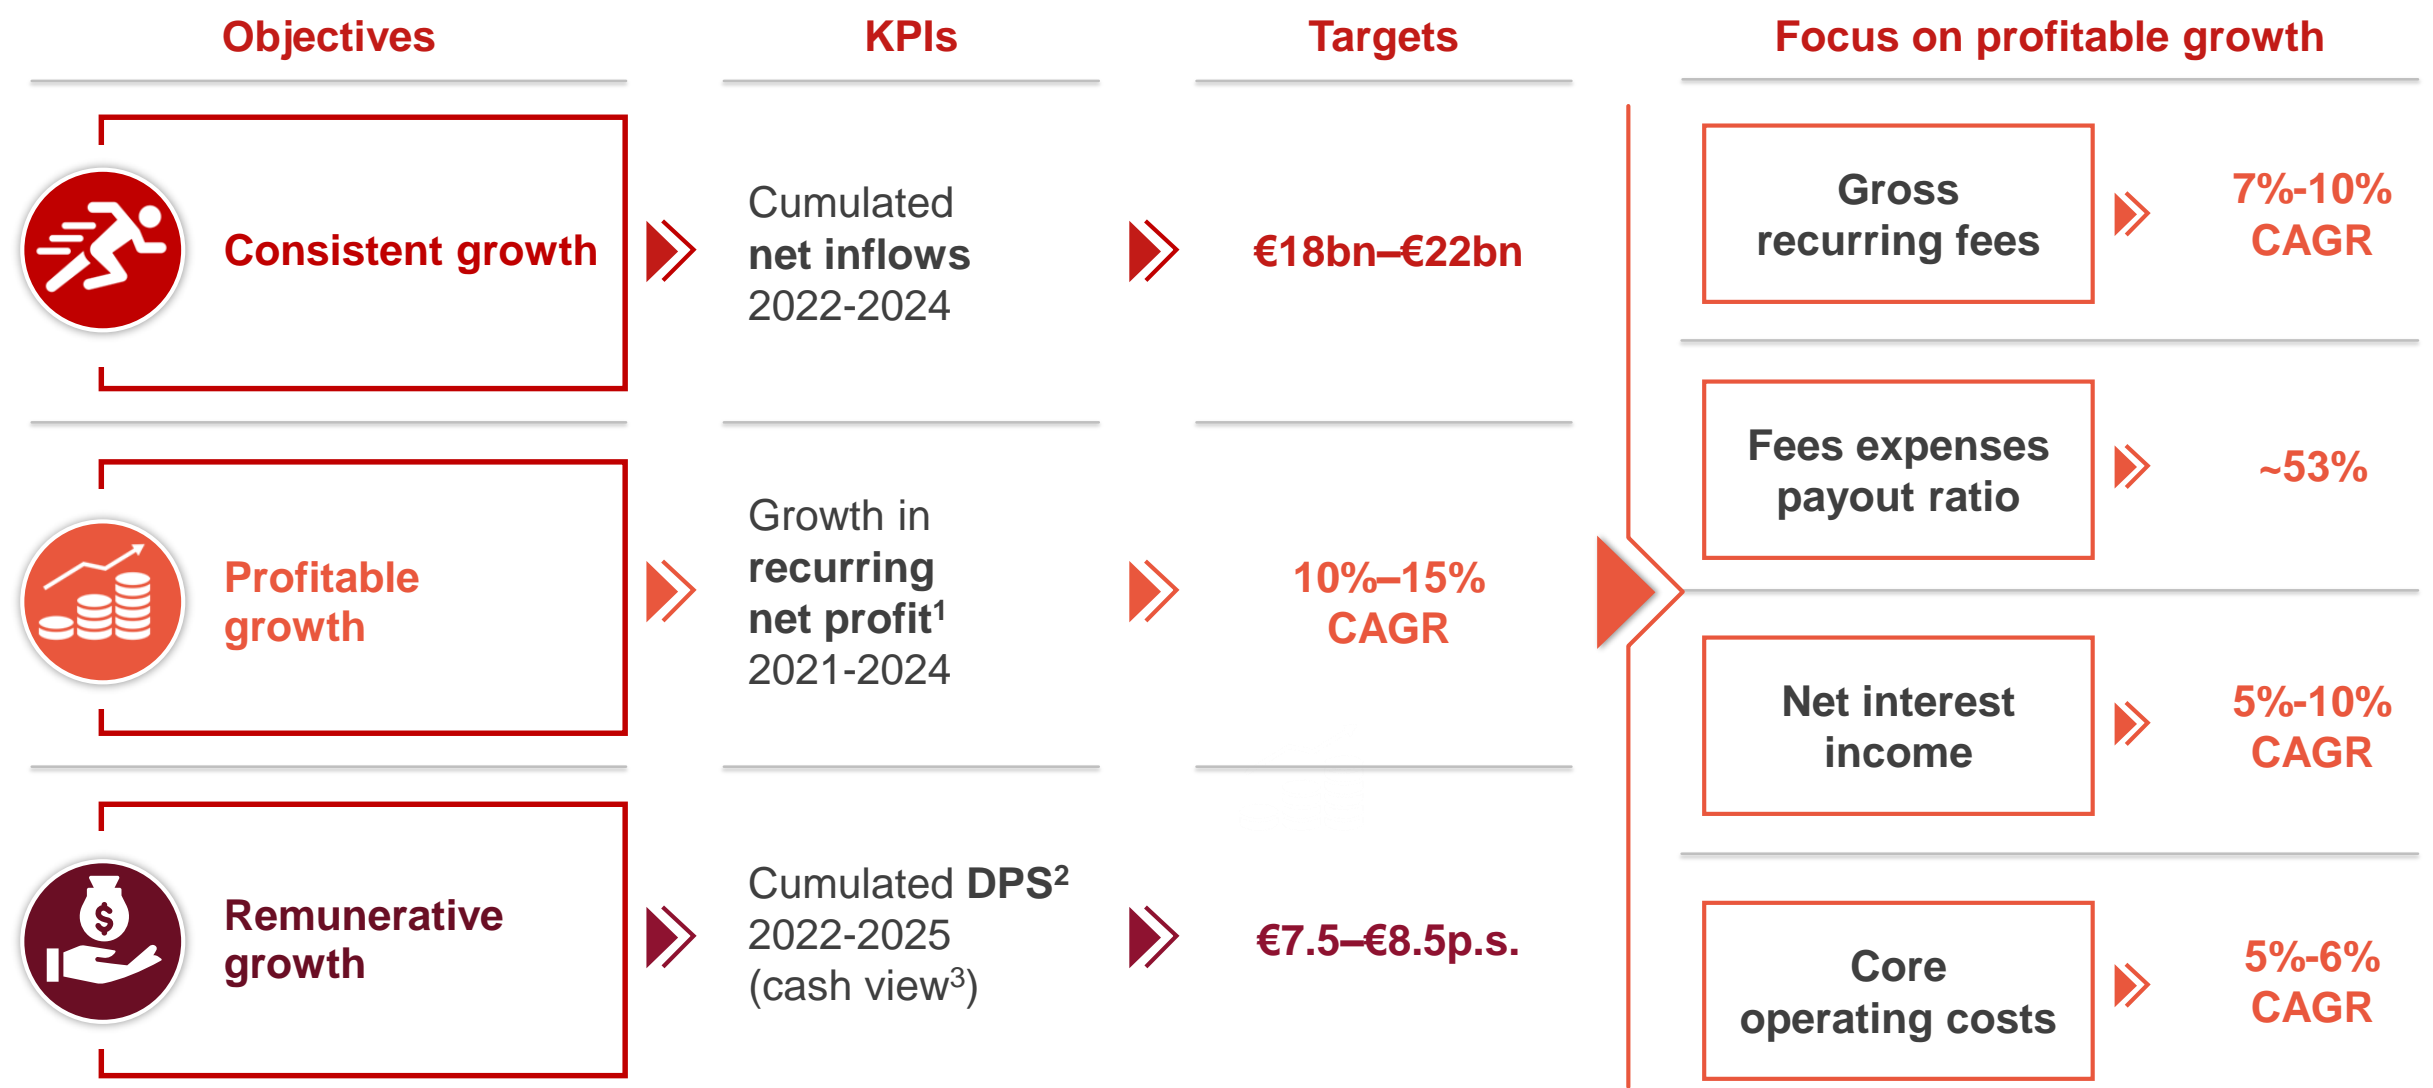 Objectives
KPIs
Targets
Focus on profitable growth
Consistent growth
Cumulated
net inflows
2022-2024
€18bn–€22bn
Profitable
growth
Growth in
recurring
net profit¹
2021-2024
10%–15%
CAGR
Remunerative
growth
Cumulated DPS²
2022-2025
(cash view³)
€7.5–€8.5p.s.
Gross
recurring fees
7%-10%
CAGR
Fees expenses
payout ratio
~53%
Net interest
income
5%-10%
CAGR
Core
operating costs
5%-6%
CAGR
$